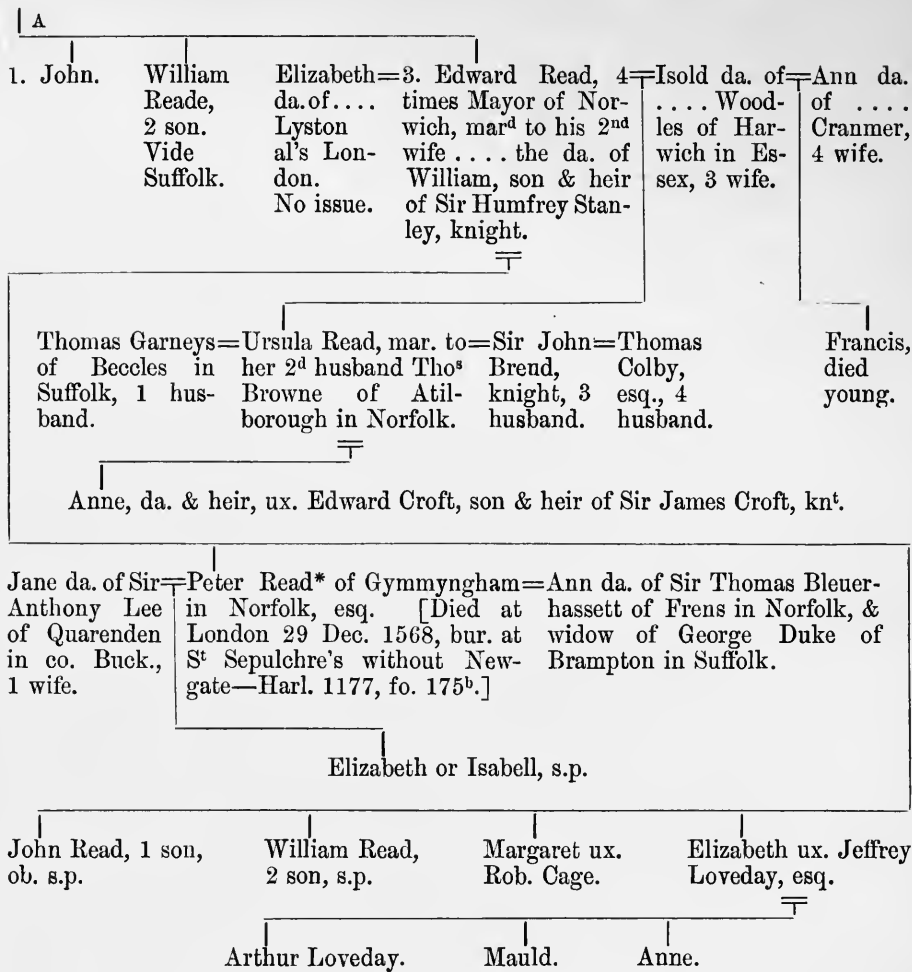 A
1. John.
William
Reade,
2 son.
Vide
Suffolk.
Elizabeth=
da. of....
Lyston
al's Lon-
don.
No issue.
3. Edward Read, 4
times Mayor of Nor-
wich, marᵈ to his 2ⁿᵈ
wife .... the da. of
William, son & heir
of Sir Humfrey Stan-
ley, knight.
Isold da. of
.... Wood-
les of Har-
wich in Es-
sex, 3 wife.
Ann da.
of ....
Cranmer,
4 wife.
Thomas Garneys=
of Beccles in
Suffolk, 1 hus-
band.
Ursula Read, mar. to=
her 2ᵈ husband Thoˢ
Browne of Atil-
borough in Norfolk.
Sir John=
Brend,
knight, 3
husband.
Thomas
Colby,
esq., 4
husband.
Francis,
died
young.
Anne, da. & heir, ux. Edward Croft, son & heir of Sir James Croft, knᵗ.
Jane da. of Sir
Anthony Lee
of Quarenden
in co. Buck.,
1 wife.
Peter Read* of Gymmyngham=
in Norfolk, esq. [Died at
London 29 Dec. 1568, bur. at
Sᵗ Sepulchre's without New-
gate—Harl. 1177, fo. 175ᵇ.]
Ann da. of Sir Thomas Bleuer-
hassett of Frens in Norfolk, &
widow of George Duke of
Brampton in Suffolk.
Elizabeth or Isabell, s.p.
John Read, 1 son,
ob. s.p.
William Read,
2 son, s.p.
Margaret ux.
Rob. Cage.
Elizabeth ux. Jeffrey
Loveday, esq.
Arthur Loveday.
Mauld.
Anne.